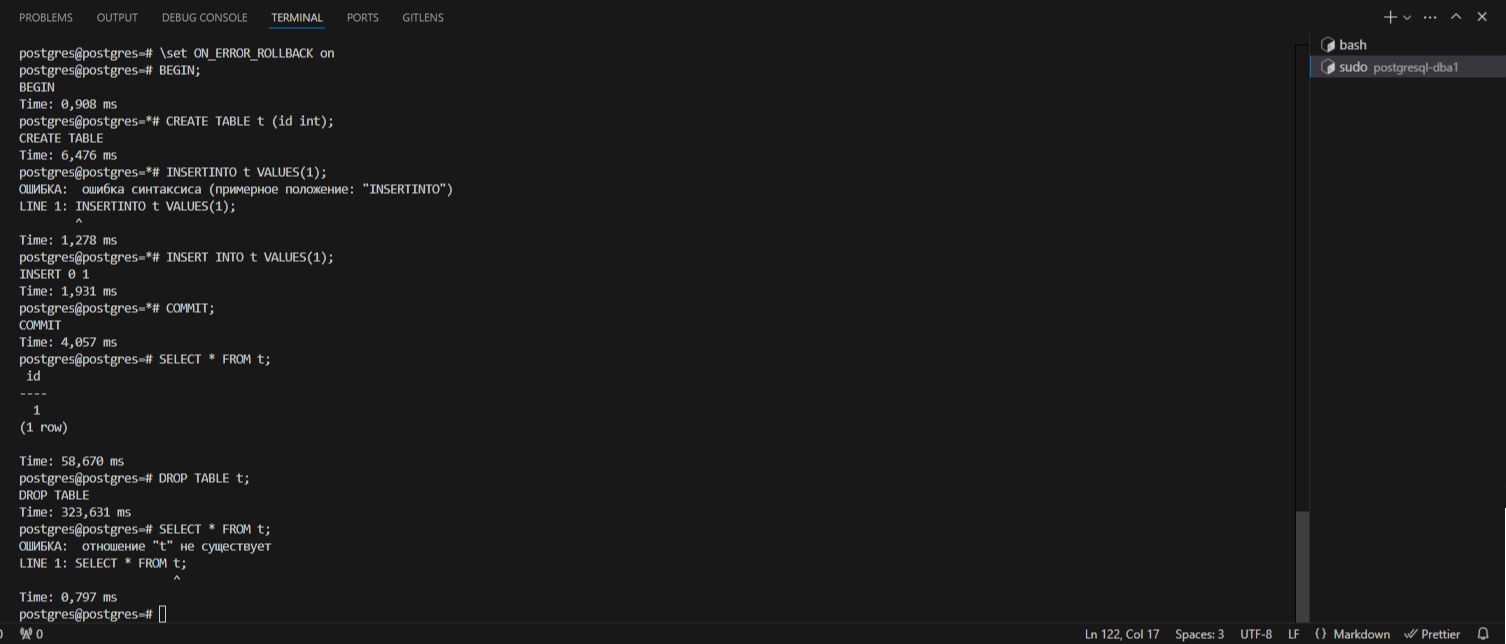 PROBLEMS OUTPUT DEBUG CONSOLE TERMINAL PORTS GITLENS
postgres@postgres=# \set ON_ERROR_ROLLBACK on
postgres@postgres=# BEGIN;
BEGIN
Time: 0,908 ms
postgres@postgres=*# CREATE TABLE t (id int);
CREATE TABLE
Time: 6,476 ms
postgres@postgres=*# INSERTINTO t VALUES(1);
ОШИБКА:  ошибка синтаксиса (примерное положение: "INSERTINTO")
LINE 1: INSERTINTO t VALUES(1);
        ^
Time: 1,278 ms
postgres@postgres=*# INSERT INTO t VALUES(1);
INSERT 0 1
Time: 1,931 ms
postgres@postgres=*# COMMIT;
COMMIT
Time: 4,057 ms
postgres@postgres=# SELECT * FROM t;
 id
----
  1
(1 row)
Time: 58,670 ms
postgres@postgres=# DROP TABLE t;
DROP TABLE
Time: 323,631 ms
postgres@postgres=# SELECT * FROM t;
ОШИБКА:  отношение "t" не существует
LINE 1: SELECT * FROM t;
                      ^
Time: 0,797 ms
postgres@postgres=#
bash
sudo postgresql-dba1
0 Ln 122, Col 17 Spaces: 3 UTF-8 LF {} Markdown Prettier